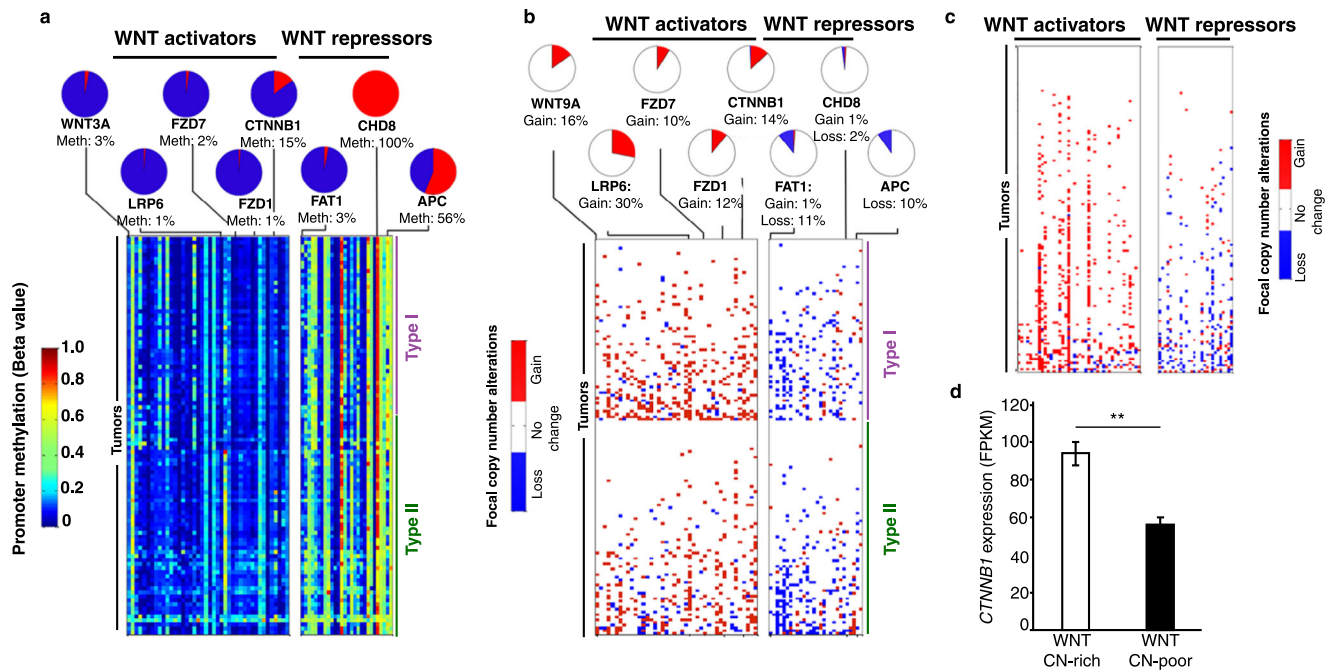 a
WNT activators
WNT repressors
WNT3A
Meth: 3%
FZD7
Meth: 2%
CTNNB1
Meth: 15%
CHD8
Meth: 100%
LRP6
Meth: 1%
FZD1
Meth: 1%
FAT1
Meth: 3%
APC
Meth: 56%
Promoter methylation (Beta value)
1.0
0.8
0.6
0.4
0.2
0
Tumors
Type I
Type II
b
WNT activators
WNT repressors
WNT9A
Gain: 16%
FZD7
Gain: 10%
CTNNB1
Gain: 14%
CHD8
Gain 1%
Loss: 2%
LRP6:
Gain: 30%
FZD1
Gain: 12%
FAT1:
Gain: 1%
Loss: 11%
APC
Loss: 10%
Focal copy number alterations
Gain
No
change
Loss
Tumors
Type I
Type II
c
WNT activators
WNT repressors
Tumors
Focal copy number alterations
Gain
No
change
Loss
d
CTNNB1 expression (FPKM)
120
100
80
60
40
20
0
**
WNT
CN-rich
WNT
CN-poor